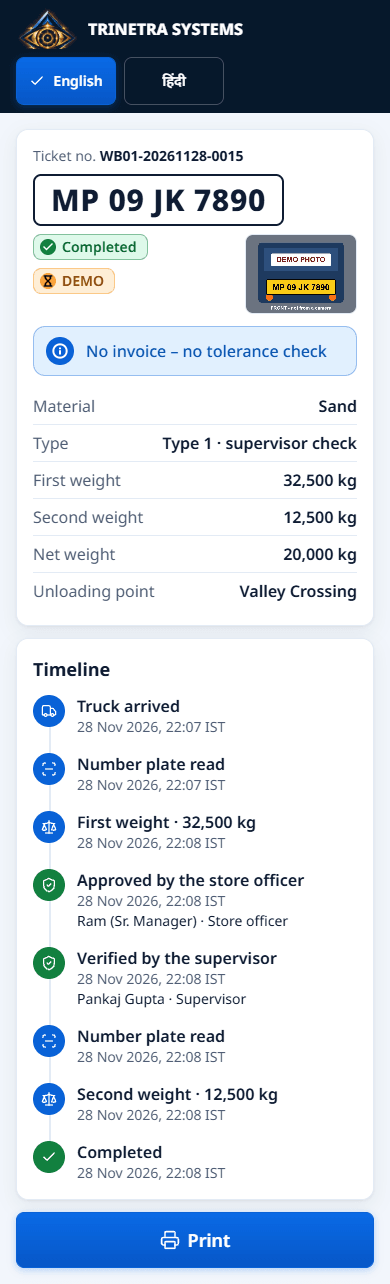 TRINETRA SYSTEMS
English
हिंदी
Ticket no. WB01-20261128-0015
MP 09 JK 7890
Completed
DEMO
DEMO PHOTO
MP 09 JK 7890
No invoice – no tolerance check
Material Sand
Type Type 1 · supervisor check
First weight 32,500 kg
Second weight 12,500 kg
Net weight 20,000 kg
Unloading point Valley Crossing
Timeline
Truck arrived
28 Nov 2026, 22:07 IST
Number plate read
28 Nov 2026, 22:07 IST
First weight · 32,500 kg
28 Nov 2026, 22:08 IST
Approved by the store officer
28 Nov 2026, 22:08 IST
Ram (Sr. Manager) · Store officer
Verified by the supervisor
28 Nov 2026, 22:08 IST
Pankaj Gupta · Supervisor
Number plate read
28 Nov 2026, 22:08 IST
Second weight · 12,500 kg
28 Nov 2026, 22:08 IST
Completed
28 Nov 2026, 22:08 IST
Print